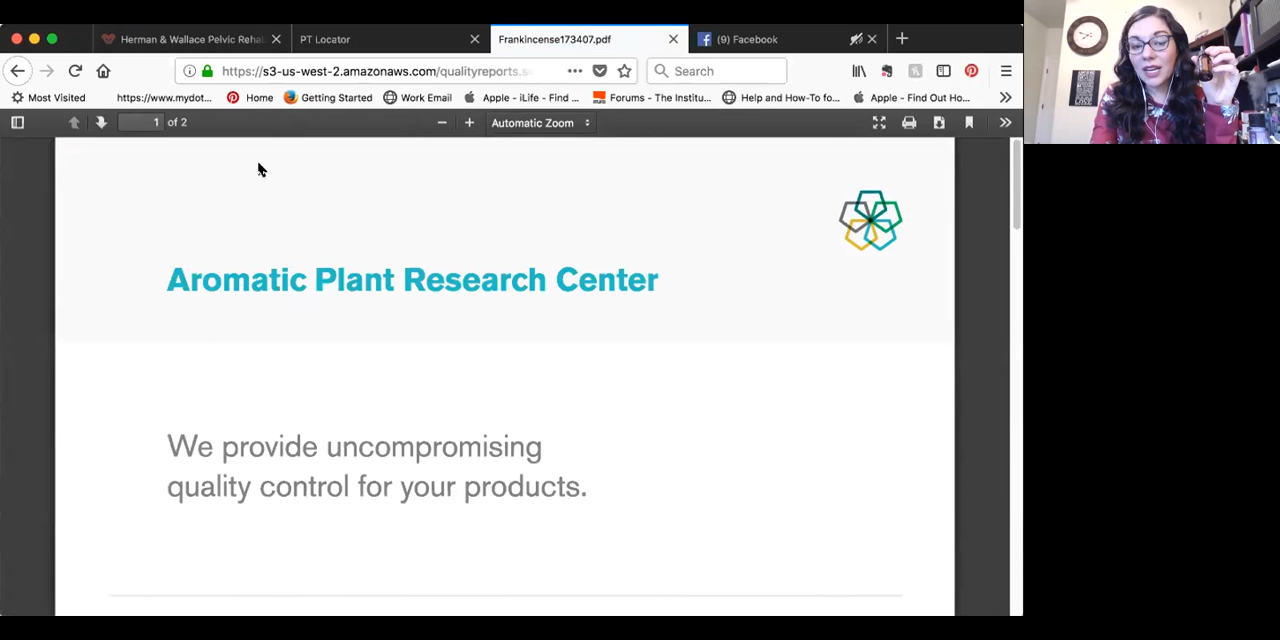 Herman & Wallace Pelvic Rehal
PT Locator
Frankincense173407.pdf
(9) Facebook
https://s3-us-west-2.amazonaws.com/qualityreports.s
Search
Most Visited
https://www.mydot...
Home
Getting Started
Work Email
Apple - iLife - Find ...
Forums - The Institu...
Help and How-To fo...
Apple - Find Out Ho...
1 of 2
Automatic Zoom
Aromatic Plant Research Center
We provide uncompromising
quality control for your products.